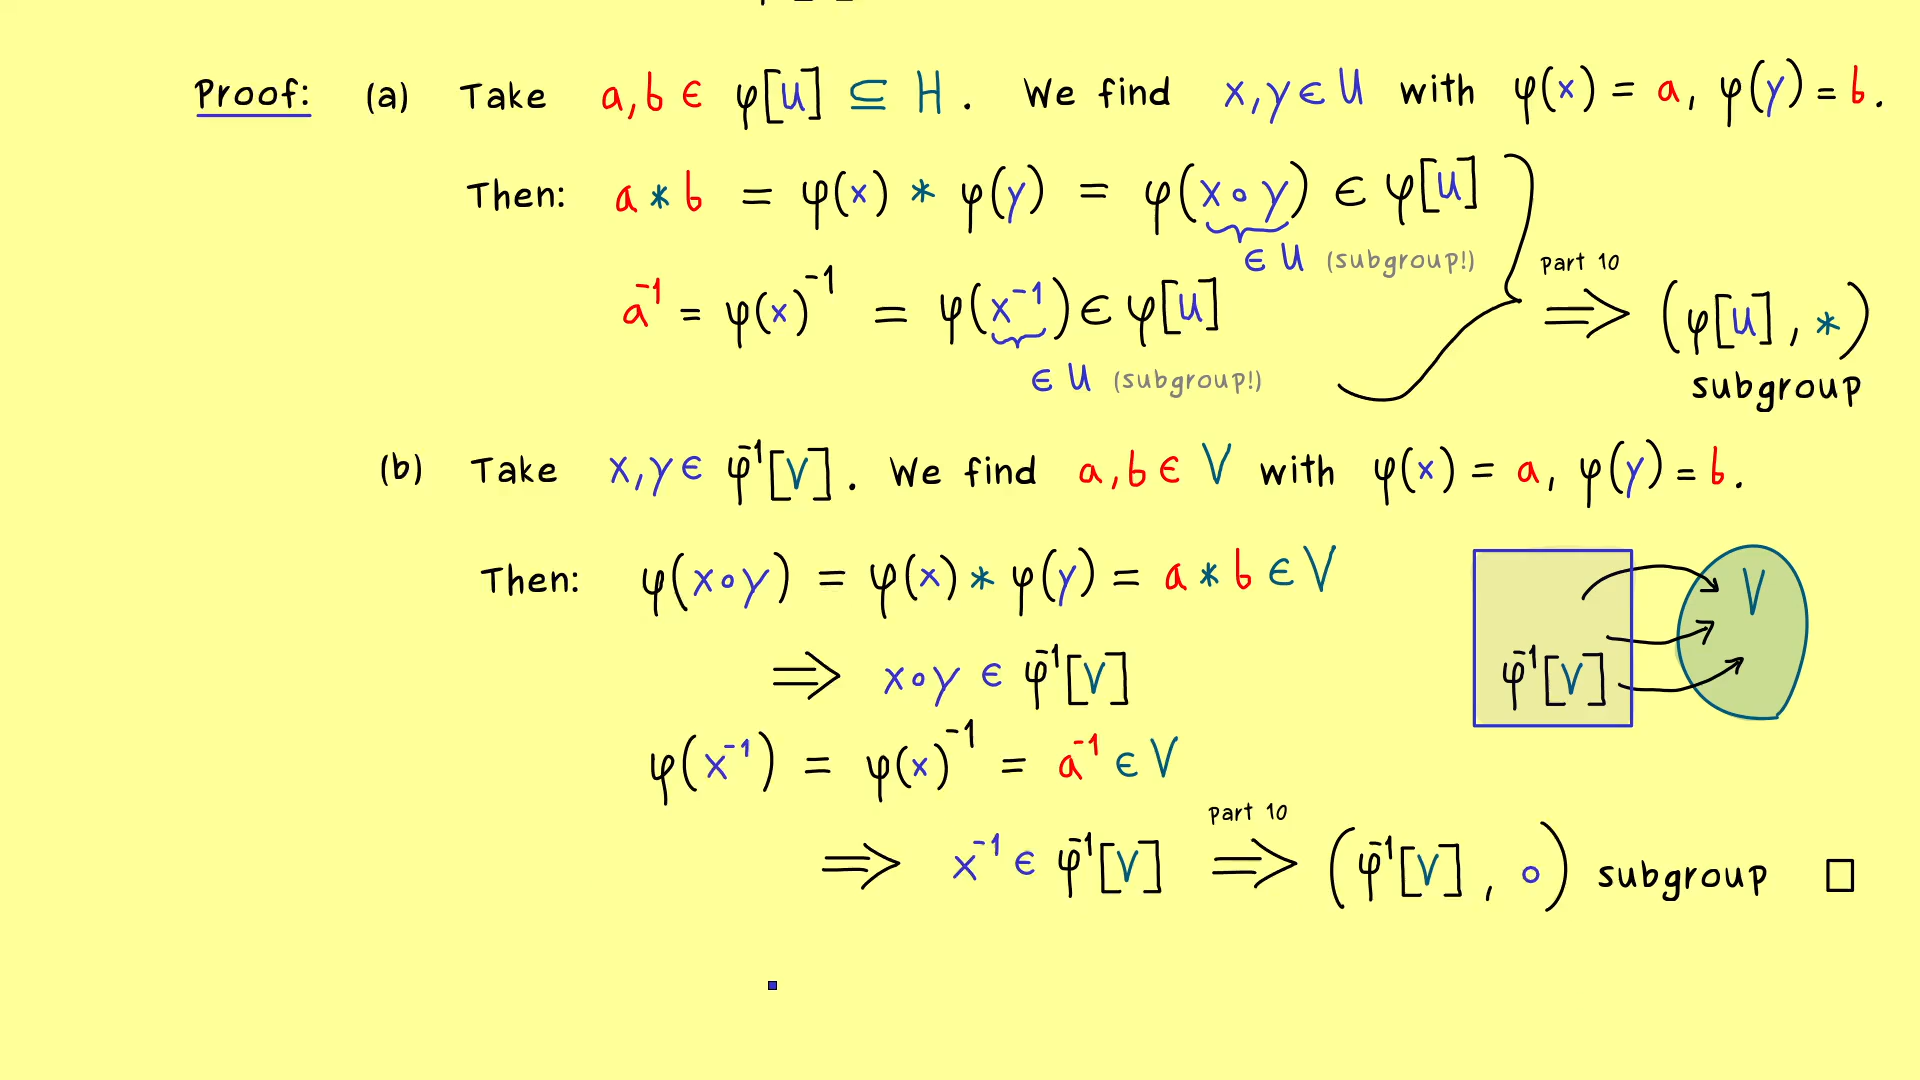 Proof: (a) Take a, b ∈ φ[U] ⊆ H. We find x, y ∈ U with φ(x) = a, φ(y) = b.
Then: a * b = φ(x) * φ(y) = φ(x ∘ y) ∈ φ[U]
∈ U (subgroup!)
a⁻¹ = φ(x)⁻¹ = φ(x⁻¹) ∈ φ[U]
∈ U (subgroup!)
Part 10
⟹ (φ[U], *)
subgroup
(b) Take x, y ∈ φ⁻¹[V]. We find a, b ∈ V with φ(x) = a, φ(y) = b.
Then: φ(x∘y) = φ(x) * φ(y) = a * b ∈ V
⟹ x∘y ∈ φ⁻¹[V]
φ⁻¹[V]
V
φ(x⁻¹) = φ(x)⁻¹ = a⁻¹ ∈ V
Part 10
⟹ x⁻¹ ∈ φ⁻¹[V] ⟹ (φ⁻¹[V], ∘) subgroup □